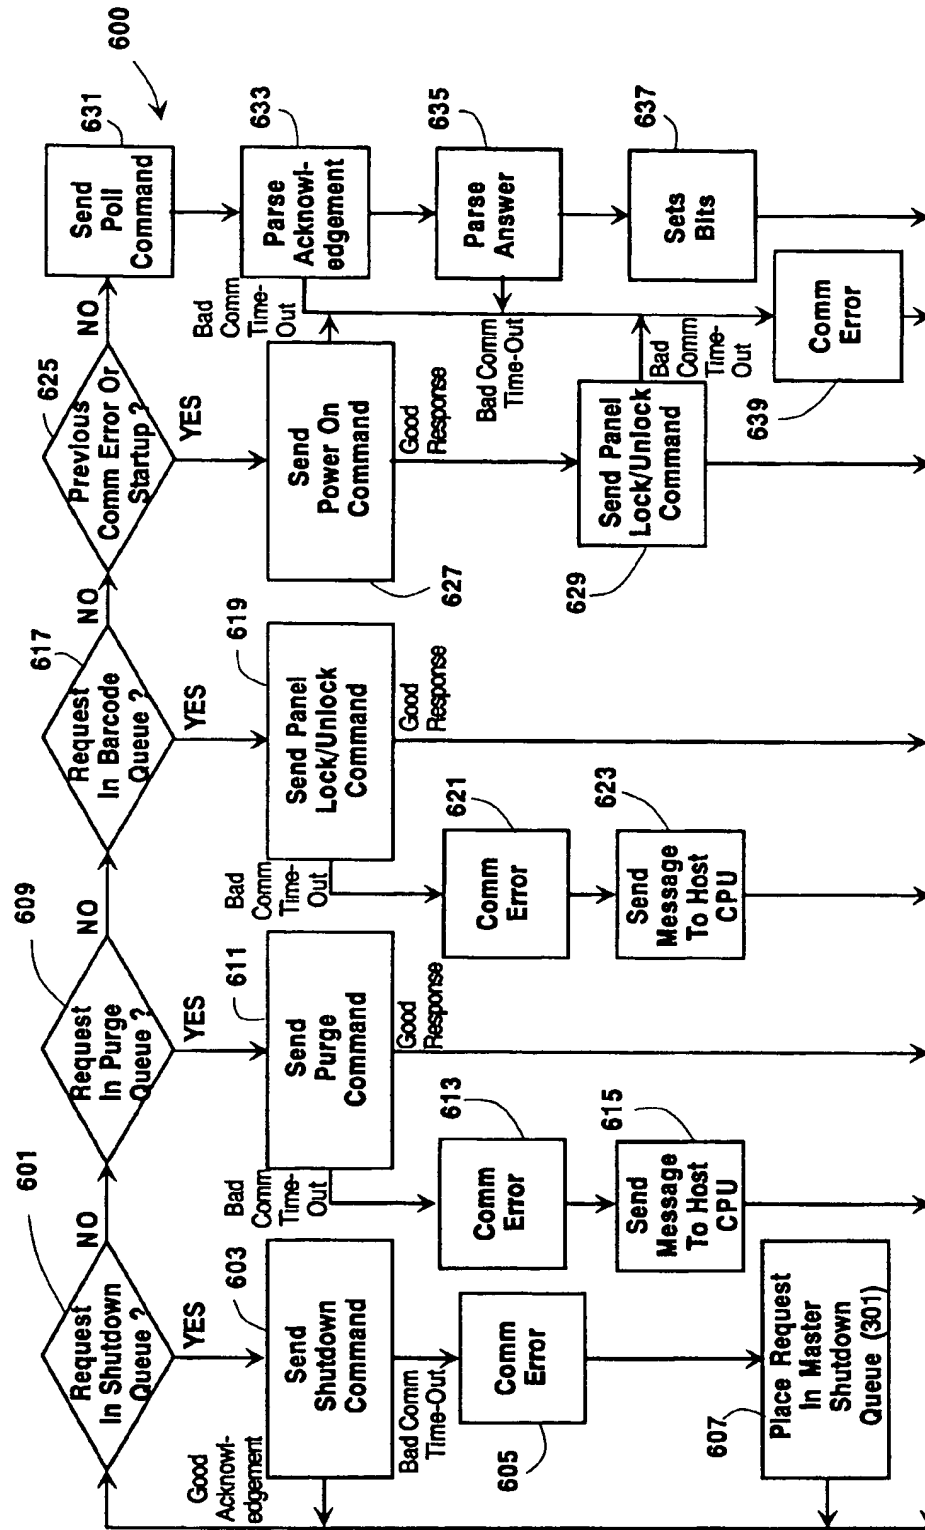 600
601
Request
In Shutdown
Queue ?
NO
YES
603
Send
Shutdown
Command
Good
Acknowl-
edgement
Bad Comm
Time-Out
Comm
Error
605
Place Request
In Master
Shutdown
Queue (301)
607
609
Request
In Purge
Queue ?
NO
YES
611
Send
Purge
Command
Bad
Comm
Time-
Out
Good
Response
613
Comm
Error
615
Send
Message
To Host
CPU
617
Request
In Barcode
Queue ?
NO
YES
619
Send Panel
Lock/Unlock
Command
Bad
Comm
Time-
Out
Good
Response
621
Comm
Error
623
Send
Message
To Host
CPU
625
Previous
Comm Error Or
Startup ?
NO
YES
Send
Power On
Command
627
Good
Response
Send Panel
Lock/Unlock
Command
629
Bad
Comm
Time-
Out
631
Send
Poll
Command
633
Parse
Acknowl-
edgement
Bad
Comm
Time-
Out
635
Parse
Answer
Bad Comm
Time-Out
637
Sets
Bits
Comm
Error
639